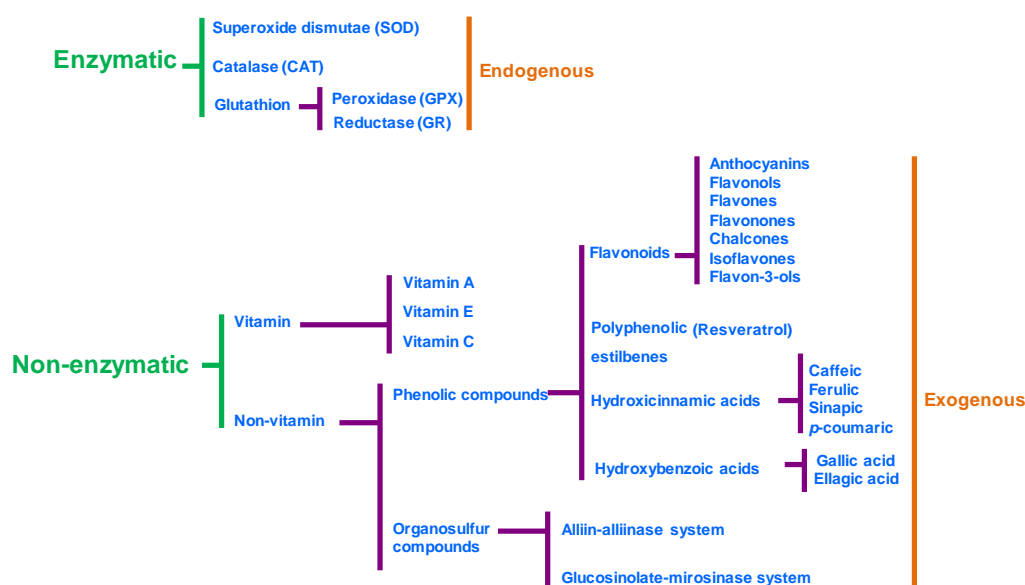 Superoxide dismutae (SOD)
Enzymatic
Catalase (CAT)
Endogenous
Glutathion
Peroxidase (GPX)
Reductase (GR)
Anthocyanins
Flavonols
Flavones
Flavonones
Chalcones
Isoflavones
Flavon-3-ols
Flavonoids
Vitamin A
Vitamin E
Vitamin C
Vitamin
Polyphenolic (Resveratrol)
estilbenes
Non-enzymatic
Caffeic
Ferulic
Sinapic
p-coumaric
Phenolic compounds
Hydroxicinnamic acids
Exogenous
Non-vitamin
Hydroxybenzoic acids
Gallic acid
Ellagic acid
Organosulfur
compounds
Alliin-alliinase system
Glucosinolate-mirosinase system